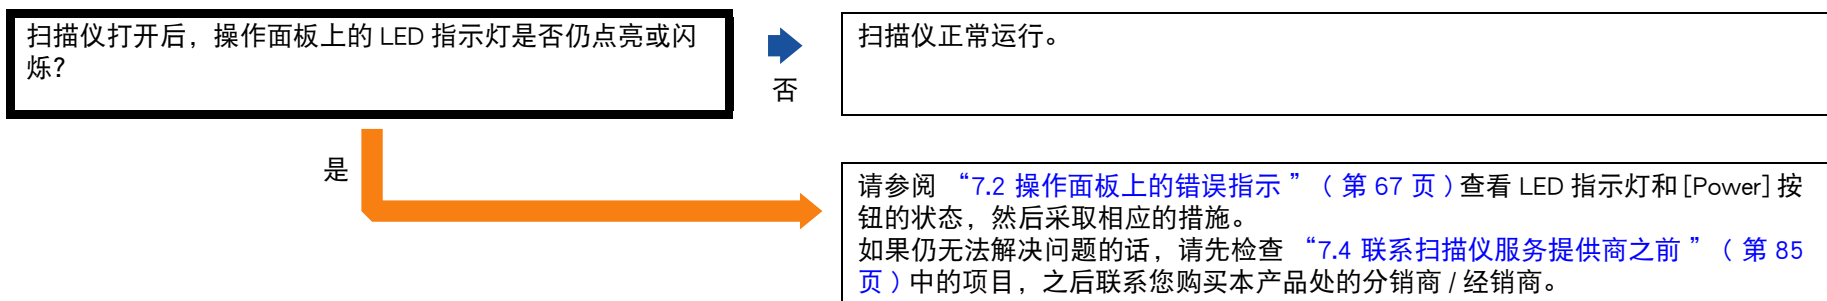 扫描仪打开后，操作面板上的 LED 指示灯是否仍点亮或闪
烁？
否
扫描仪正常运行。
是
请参阅 “7.2 操作面板上的错误指示 ”（ 第 67 页 ）查看 LED 指示灯和 [Power] 按
钮的状态，然后采取相应的措施。
如果仍无法解决问题的话，请先检查 “7.4 联系扫描仪服务提供商之前 ”（ 第 85
页 ）中的项目，之后联系您购买本产品处的分销商 / 经销商。